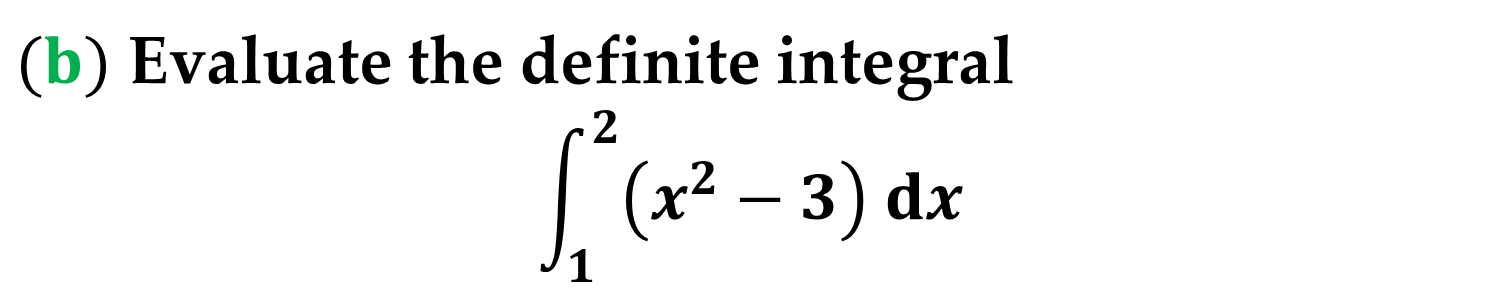 (b) Evaluate the definite integral
∫₁² (x² − 3) dx